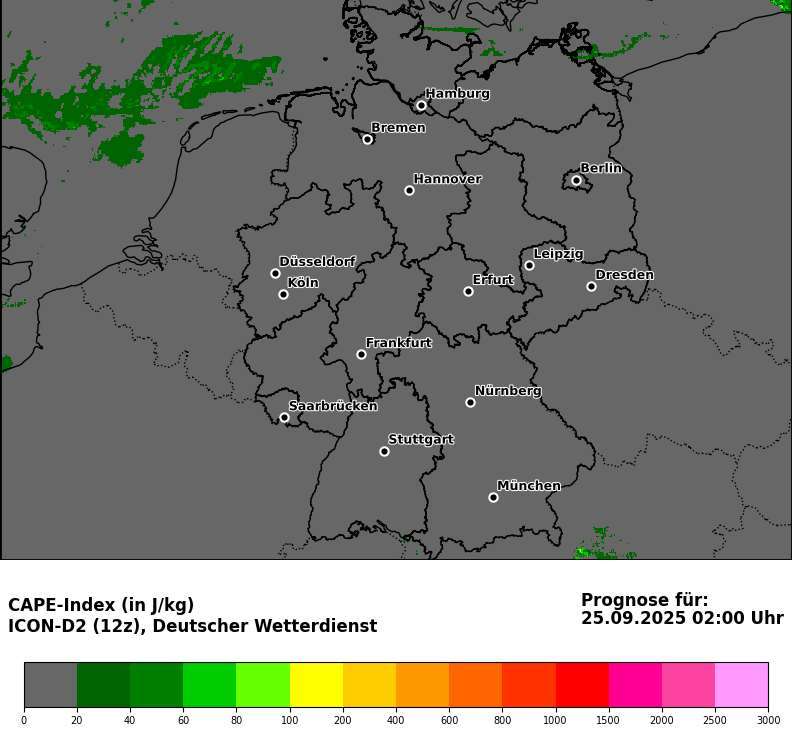 Hamburg
Bremen
Berlin
Hannover
Leipzig
Düsseldorf
Dresden
Köln
Erfurt
Frankfurt
Nürnberg
Saarbrücken
Stuttgart
München
CAPE-Index (in J/kg)
ICON-D2 (12z), Deutscher Wetterdienst
Prognose für:
25.09.2025 02:00 Uhr
0 20 40 60 80 100 200 400 600 800 1000 1500 2000 2500 3000